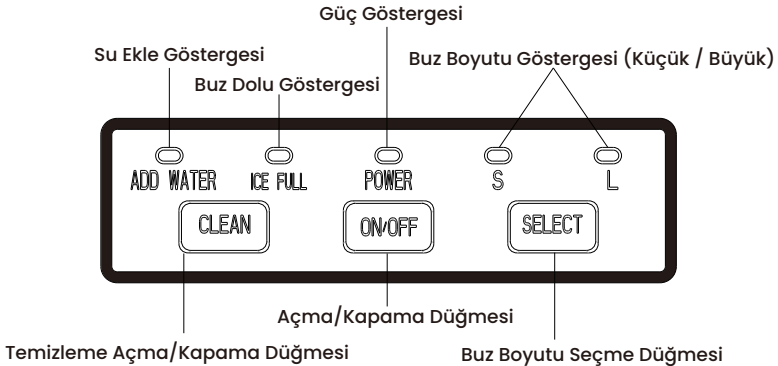 Güç Göstergesi
Su Ekle Göstergesi
Buz Boyutu Göstergesi (Küçük / Büyük)
Buz Dolu Göstergesi
ADD WATER
ICE FULL
POWER
S
L
CLEAN
ON/OFF
SELECT
Açma/Kapama Düğmesi
Temizleme Açma/Kapama Düğmesi
Buz Boyutu Seçme Düğmesi